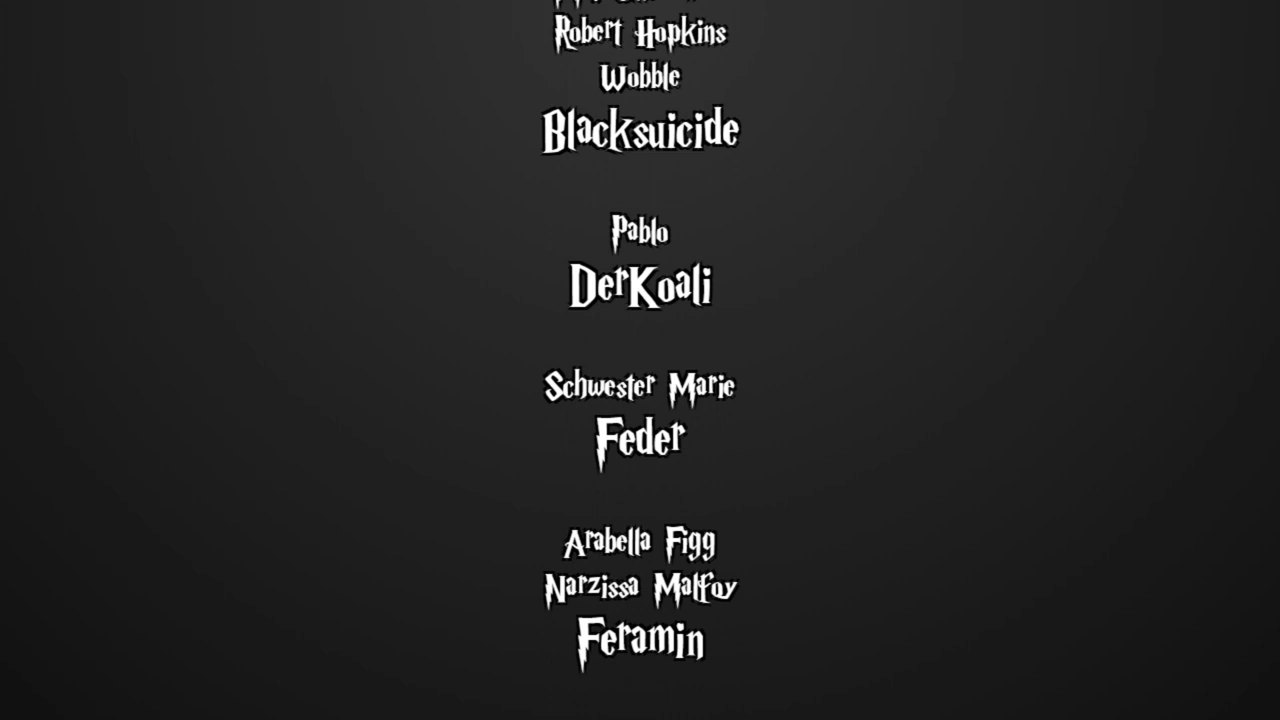 Robert Hopkins
Wobble
Blacksuicide
Pablo
DerKoali
Schwester Marie
Feder
Arabella Figg
Narzissa Malfoy
Feramin